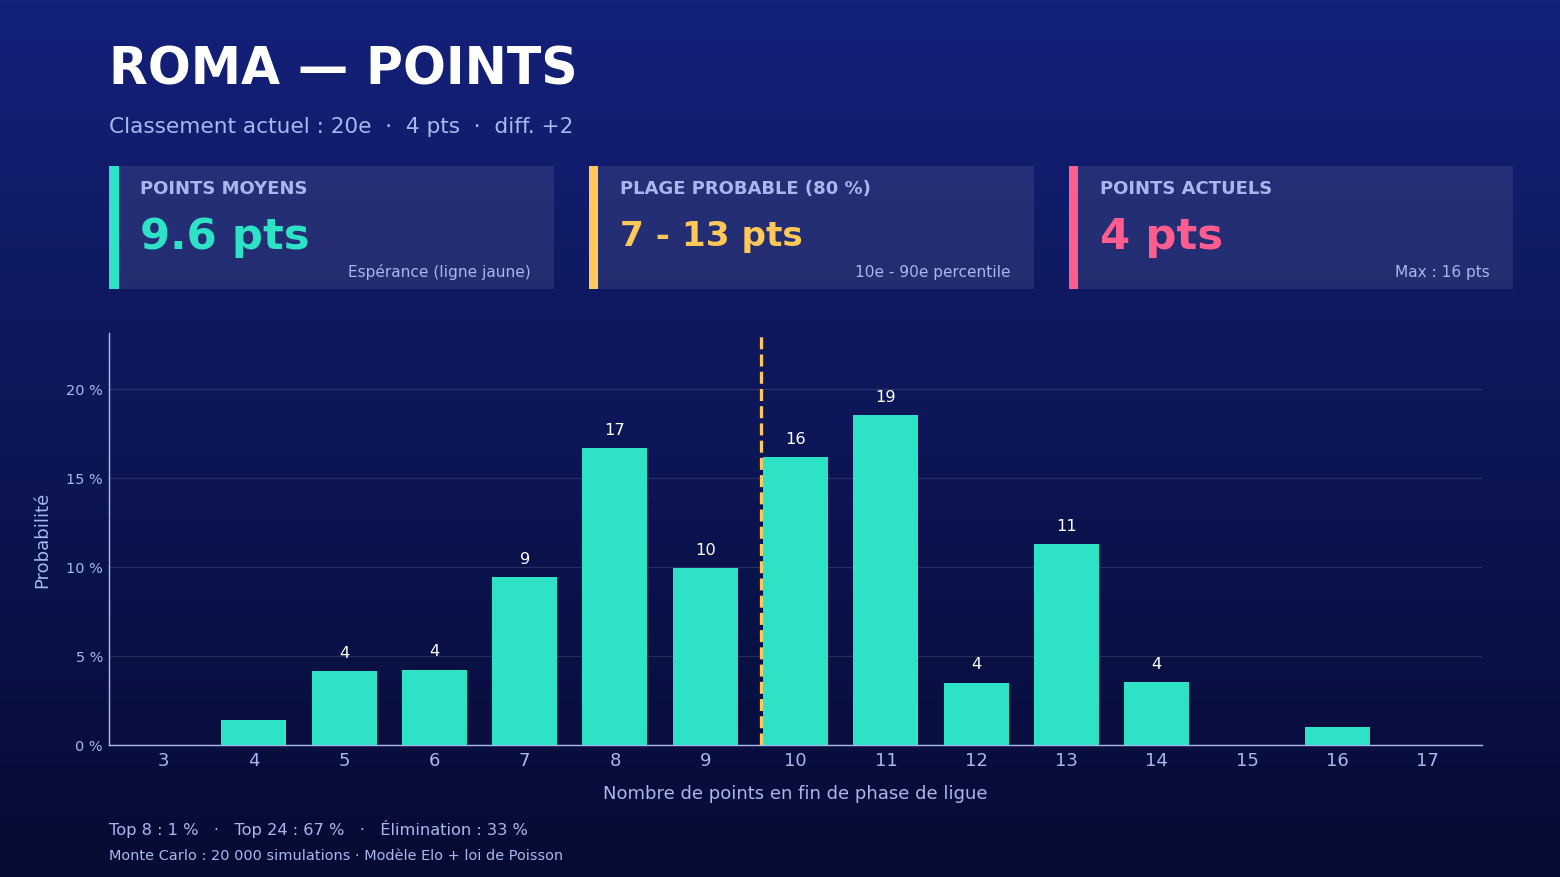 ROMA — POINTS
Classement actuel : 20e · 4 pts · diff. +2
POINTS MOYENS
9.6 pts
Espérance (ligne jaune)
PLAGE PROBABLE (80 %)
7 - 13 pts
10e - 90e percentile
POINTS ACTUELS
4 pts
Max : 16 pts
Probabilité
20 %
15 %
10 %
5 %
0 %
4
4
9
17
10
16
19
4
11
4
3 4 5 6 7 8 9 10 11 12 13 14 15 16 17
Nombre de points en fin de phase de ligue
Top 8 : 1 % · Top 24 : 67 % · Élimination : 33 %
Monte Carlo : 20 000 simulations · Modèle Elo + loi de Poisson